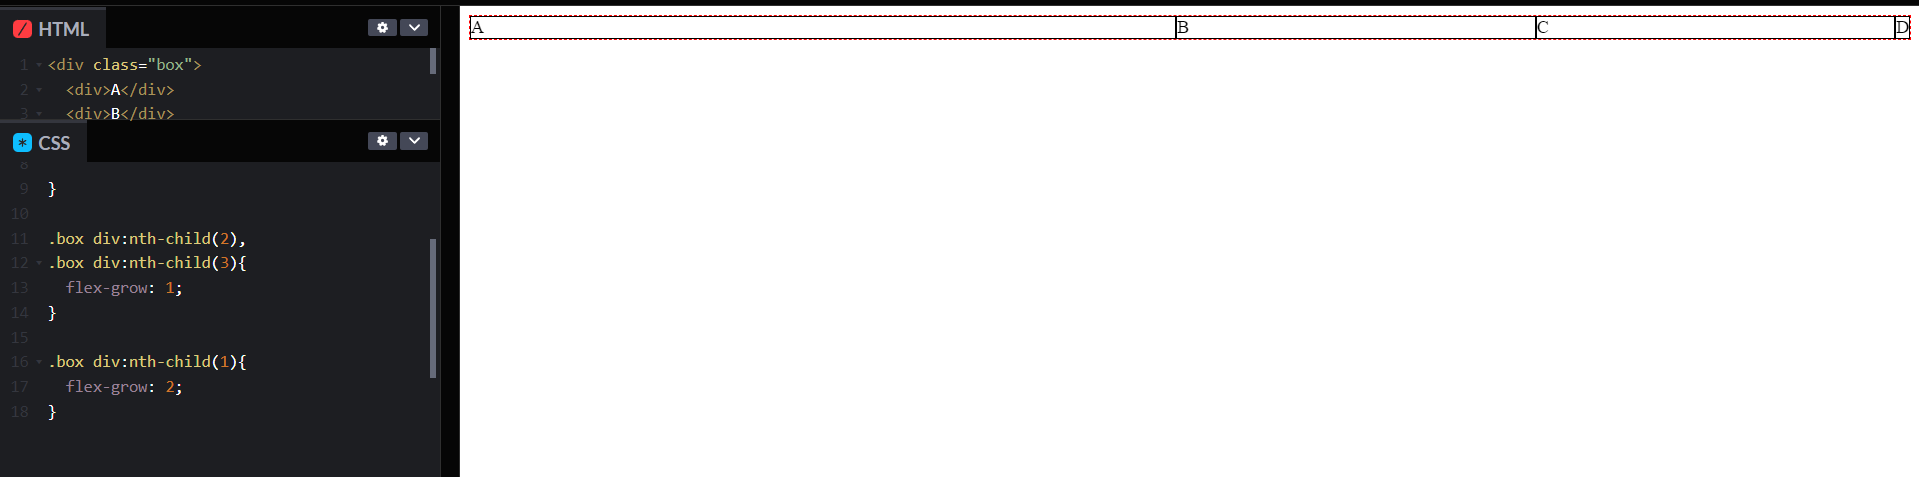 HTML
1 <div class="box">
2 <div>A</div>
3 <div>B</div>
CSS
8
9 }
10
11 .box div:nth-child(2),
12 .box div:nth-child(3){
13 flex-grow: 1;
14 }
15
16 .box div:nth-child(1){
17 flex-grow: 2;
18 }
A B C D